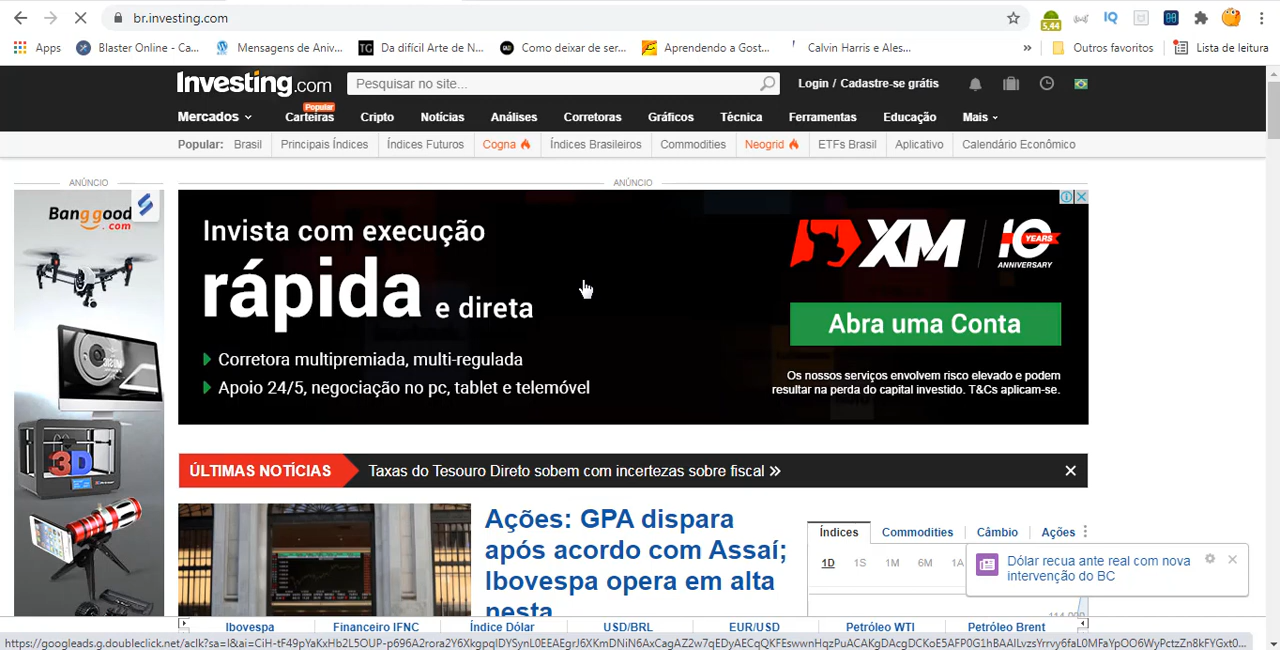 br.investing.com
5,44
IQ
Apps
Blaster Online - Ca...
Mensagens de Aniv...
TG
Da difícil Arte de N...
Como deixar de ser...
Aprendendo a Gost...
Calvin Harris e Ales...
»
Outros favoritos
Lista de leitura
Investing.com
Pesquisar no site...
Login / Cadastre-se grátis
Popular
Mercados
Carteiras
Cripto
Notícias
Análises
Corretoras
Gráficos
Técnica
Ferramentas
Educação
Mais
Popular:
Brasil
Principais Índices
Índices Futuros
Cogna
Índices Brasileiros
Commodities
Neogrid
ETFs Brasil
Aplicativo
Calendário Econômico
ANÚNCIO
ANÚNCIO
Banggood
.com
3D
Invista com execução
rápida e direta
Corretora multipremiada, multi-regulada
Apoio 24/5, negociação no pc, tablet e telemóvel
XM
10
YEARS
ANNIVERSARY
Abra uma Conta
Os nossos serviços envolvem risco elevado e podem
resultar na perda do capital investido. T&Cs aplicam-se.
ÚLTIMAS NOTÍCIAS
Taxas do Tesouro Direto sobem com incertezas sobre fiscal »
Ações: GPA dispara
após acordo com Assaí;
Ibovespa opera em alta
nesta
Índices
Commodities
Câmbio
Ações
1D
1S
1M
6M
1A
Dólar recua ante real com nova
intervenção do BC
Ibovespa
Financeiro IFNC
Índice Dólar
USD/BRL
EUR/USD
Petróleo WTI
Petróleo Brent